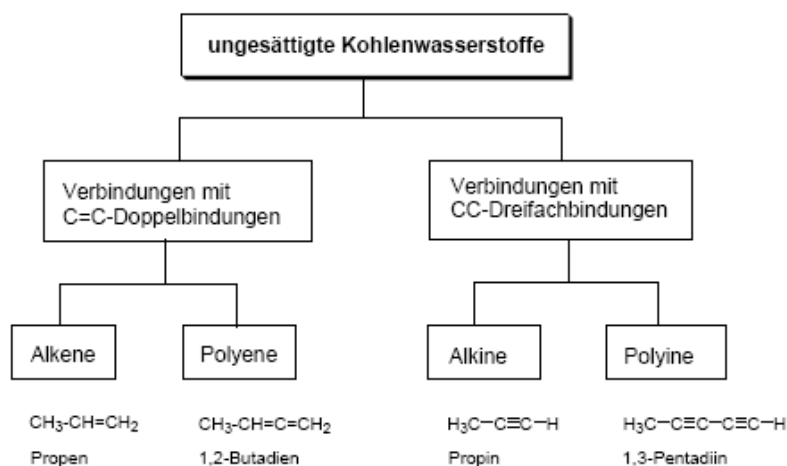 ungesättigte Kohlenwasserstoffe
Verbindungen mit
C=C-Doppelbindungen
Verbindungen mit
CC-Dreifachbindungen
Alkene
Polyene
Alkine
Polyine
CH₃-CH=CH₂
CH₃-CH=C=CH₂
H₃C–C≡C–H
H₃C–C≡C–C≡C–H
Propen
1,2-Butadien
Propin
1,3-Pentadiin